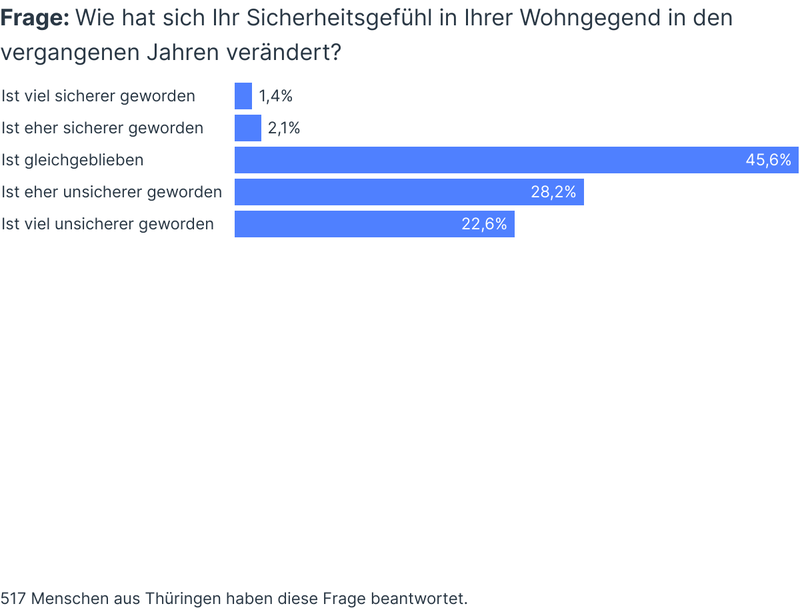 Frage: Wie hat sich Ihr Sicherheitsgefühl in Ihrer Wohngegend in den
vergangenen Jahren verändert?
Ist viel sicherer geworden 1,4%
Ist eher sicherer geworden 2,1%
Ist gleichgeblieben 45,6%
Ist eher unsicherer geworden 28,2%
Ist viel unsicherer geworden 22,6%
517 Menschen aus Thüringen haben diese Frage beantwortet.